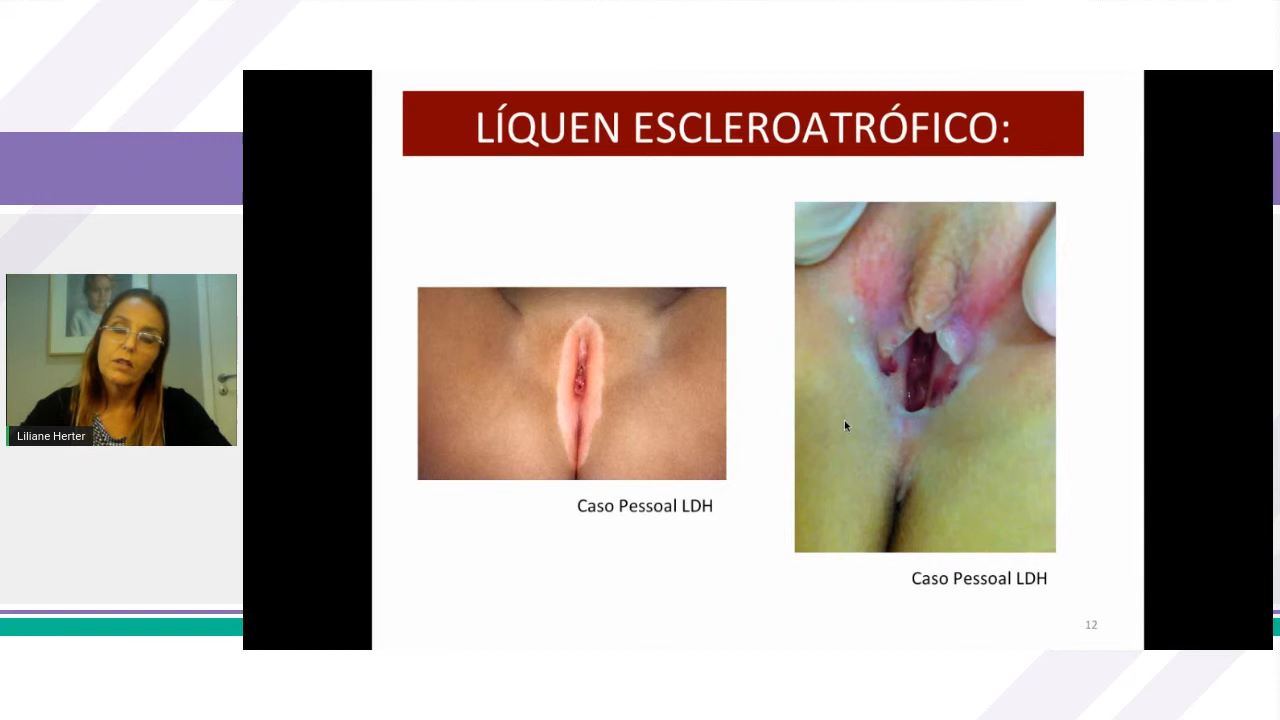 LÍQUEN ESCLEROATRÓFICO:
Liliane Herter
Caso Pessoal LDH
Caso Pessoal LDH
12